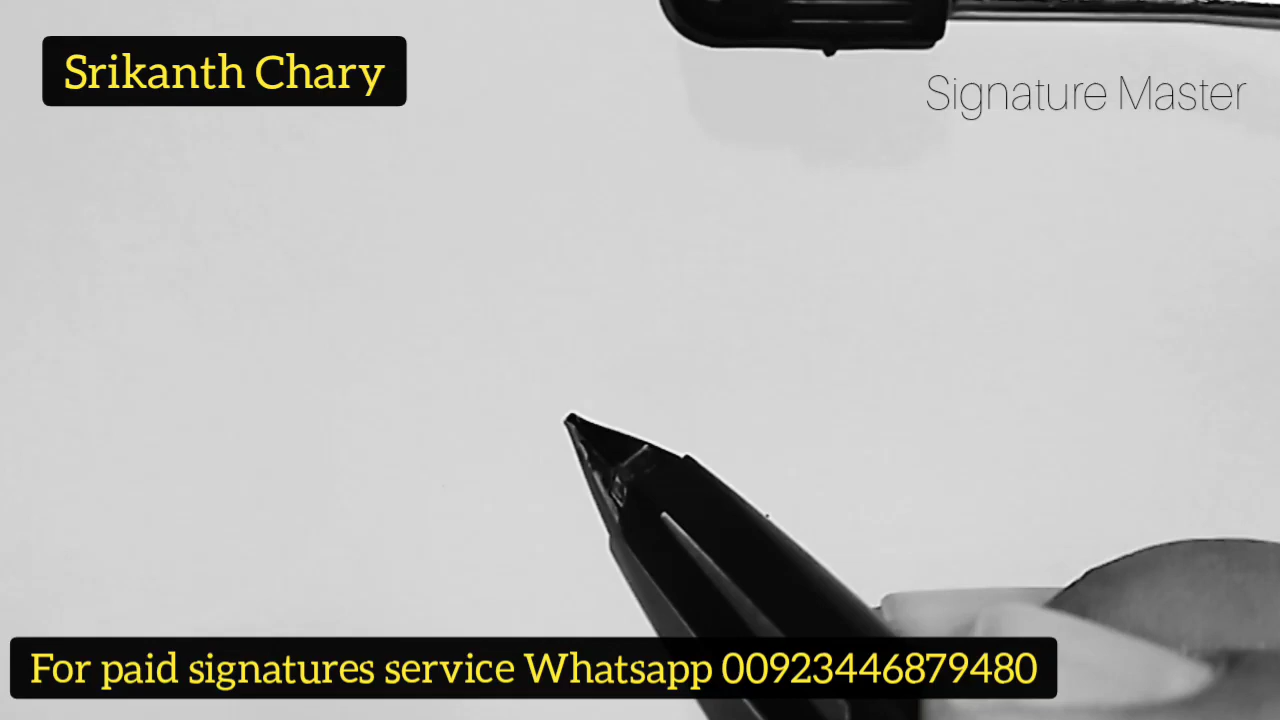 Srikanth Chary
Signature Master
For paid signatures service Whatsapp 00923446879480